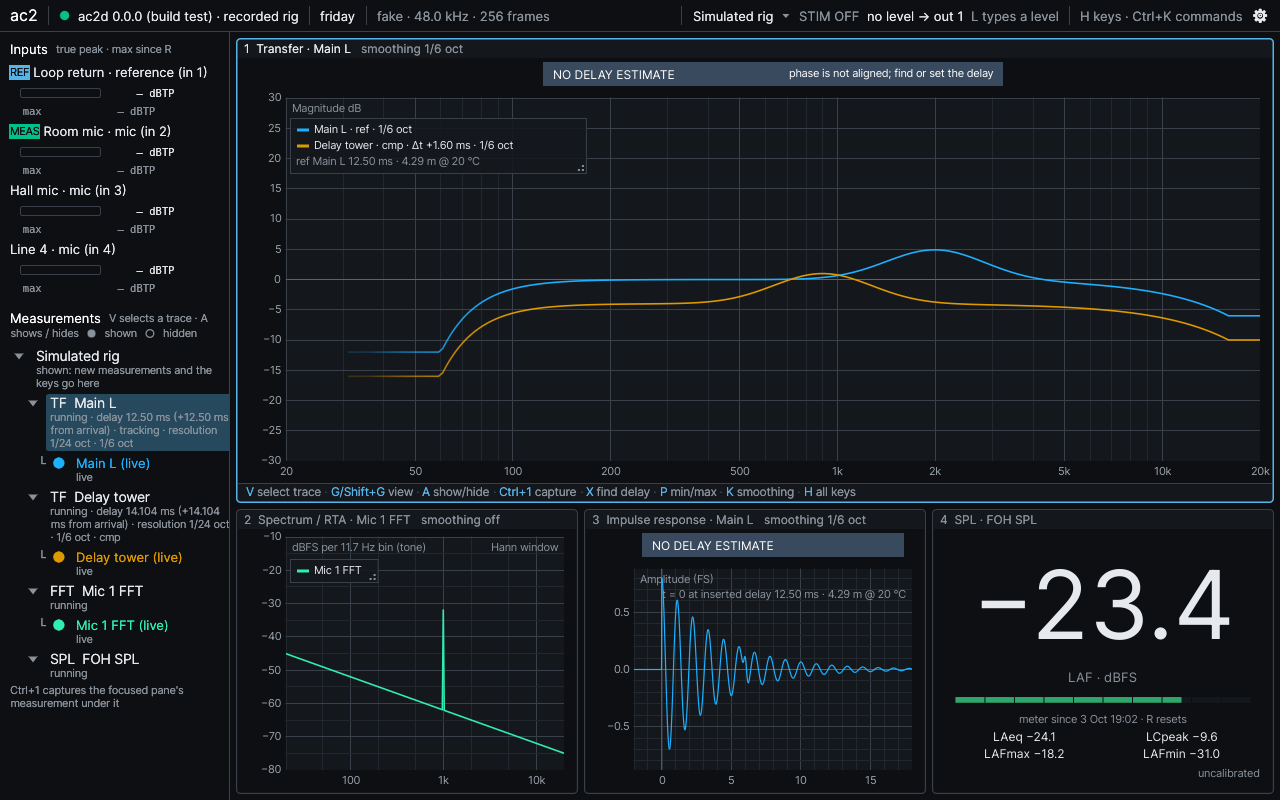 ac2 ac2d 0.0.0 (build test) · recorded rig friday fake · 48.0 kHz · 256 frames Simulated rig STIM OFF no level → out 1 L types a level H keys · Ctrl+K commands
Inputs true peak · max since R
REF Loop return · reference (in 1)
– dBTP
max – dBTP
MEAS Room mic · mic (in 2)
– dBTP
max – dBTP
Hall mic · mic (in 3)
– dBTP
max – dBTP
Line 4 · mic (in 4)
– dBTP
max – dBTP
Measurements V selects a trace · A
shows / hides shown hidden
Simulated rig
shown: new measurements and the
keys go here
TF Main L
running · delay 12.50 ms (+12.50 ms
from arrival) · tracking · resolution
1/24 oct · 1/6 oct
Main L (live)
live
TF Delay tower
running · delay 14.104 ms (+14.104
ms from arrival) · resolution 1/24 oct
· 1/6 oct · cmp
Delay tower (live)
live
FFT Mic 1 FFT
running
Mic 1 FFT (live)
live
SPL FOH SPL
running
Ctrl+1 captures the focused pane's
measurement under it
1 Transfer · Main L smoothing 1/6 oct
NO DELAY ESTIMATE phase is not aligned; find or set the delay
Magnitude dB
Main L · ref · 1/6 oct
Delay tower · cmp · Δt +1.60 ms · 1/6 oct
ref Main L 12.50 ms · 4.29 m @ 20 °C
30
25
20
15
10
5
0
−5
−10
−15
−20
−25
−30
20 50 100 200 500 1k 2k 5k 10k 20k
V select trace · G/Shift+G view · A show/hide · Ctrl+1 capture · X find delay · P min/max · K smoothing · H all keys
2 Spectrum / RTA · Mic 1 FFT smoothing off
dBFS per 11.7 Hz bin (tone) Hann window
Mic 1 FFT
−10
−20
−30
−40
−50
−60
−70
−80
100 1k 10k
3 Impulse response · Main L smoothing 1/6 oct
NO DELAY ESTIMATE
Amplitude (FS)
t = 0 at inserted delay 12.50 ms · 4.29 m @ 20 °C
0.5
0.0
−0.5
0 5 10 15
4 SPL · FOH SPL
−23.4
LAF · dBFS
meter since 3 Oct 19:02 · R resets
LAeq −24.1 LCpeak −9.6
LAFmax −18.2 LAFmin −31.0
uncalibrated